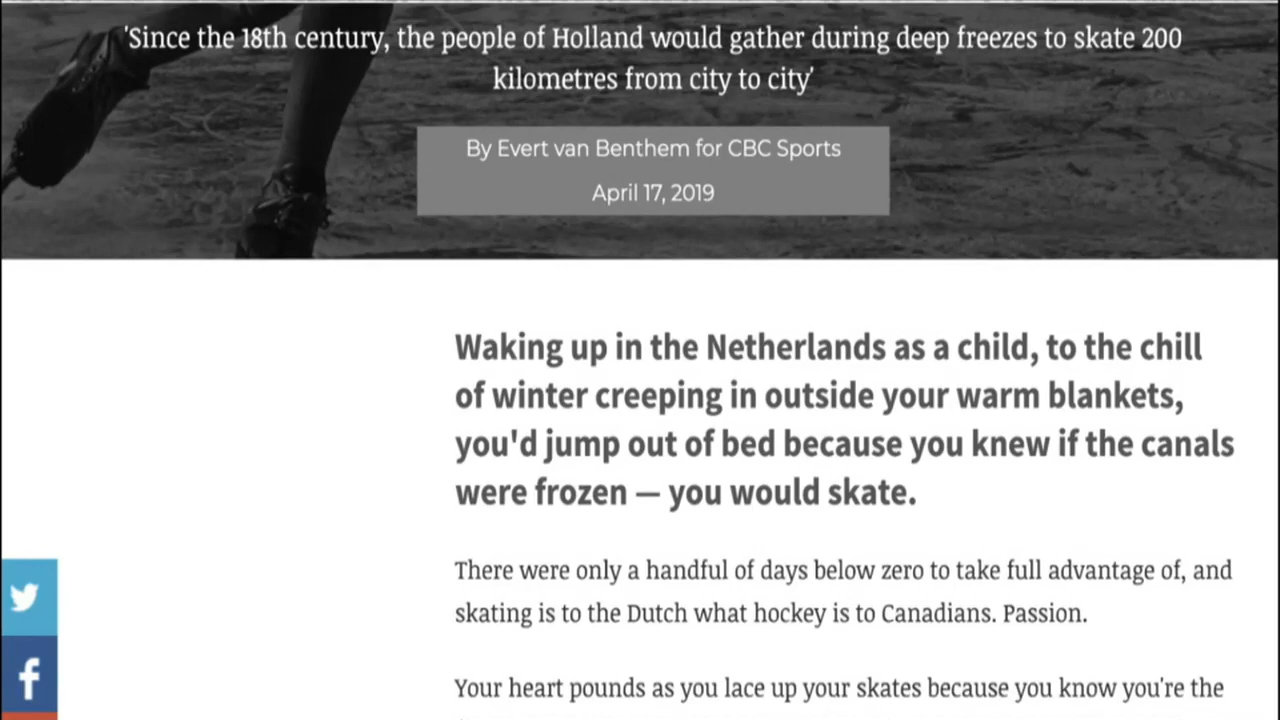 'Since the 18th century, the people of Holland would gather during deep freezes to skate 200
kilometres from city to city'
By Evert van Benthem for CBC Sports
April 17, 2019
Waking up in the Netherlands as a child, to the chill
of winter creeping in outside your warm blankets,
you'd jump out of bed because you knew if the canals
were frozen — you would skate.
There were only a handful of days below zero to take full advantage of, and
skating is to the Dutch what hockey is to Canadians. Passion.
Your heart pounds as you lace up your skates because you know you're the